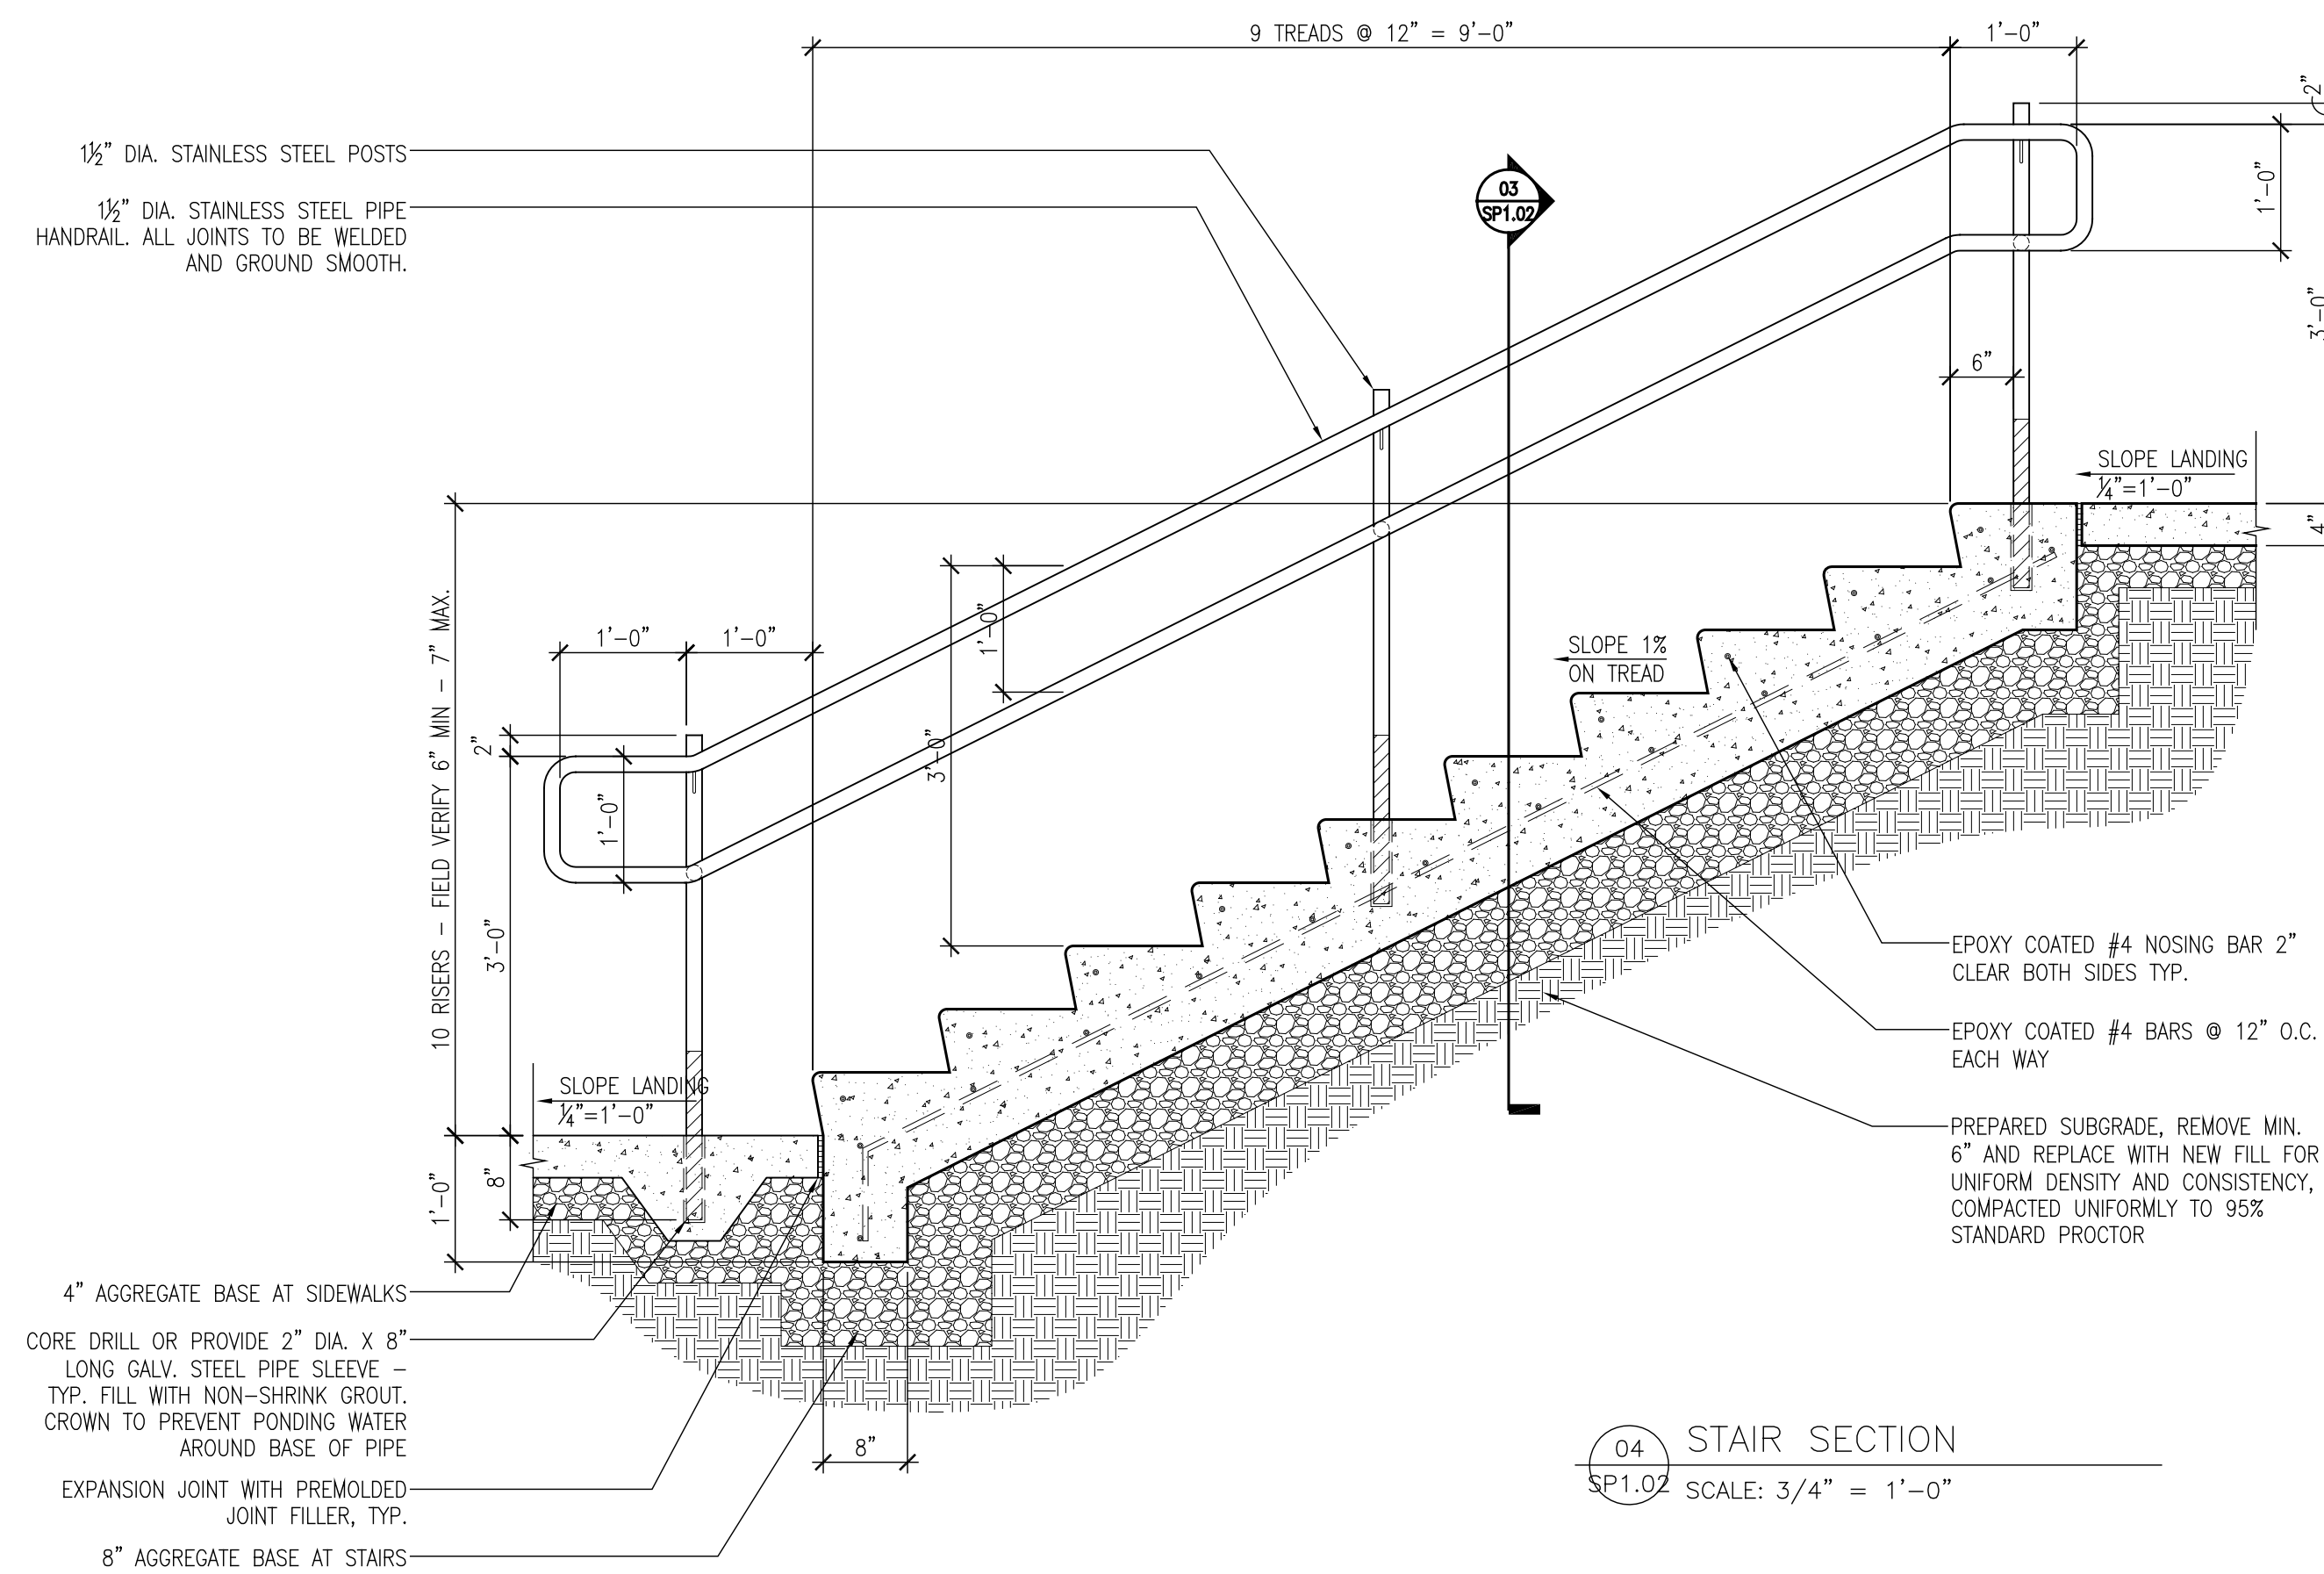 9 TREADS @ 12" = 9'-0"
1'-0"
2"
1½" DIA. STAINLESS STEEL POSTS
1½" DIA. STAINLESS STEEL PIPE
HANDRAIL. ALL JOINTS TO BE WELDED
AND GROUND SMOOTH.
03
SP1.02
1'-0"
3'-0"
6"
SLOPE LANDING
¼"=1'-0"
4"
10 RISERS - FIELD VERIFY 6" MIN - 7" MAX.
1'-0"
1'-0"
1'-0"
3'-0"
SLOPE 1%
ON TREAD
2"
1'-0"
3'-0"
SLOPE LANDING
¼"=1'-0"
1'-0"
8"
EPOXY COATED #4 NOSING BAR 2"
CLEAR BOTH SIDES TYP.
EPOXY COATED #4 BARS @ 12" O.C.
EACH WAY
PREPARED SUBGRADE, REMOVE MIN.
6" AND REPLACE WITH NEW FILL FOR
UNIFORM DENSITY AND CONSISTENCY,
COMPACTED UNIFORMLY TO 95%
STANDARD PROCTOR
4" AGGREGATE BASE AT SIDEWALKS
CORE DRILL OR PROVIDE 2" DIA. X 8"
LONG GALV. STEEL PIPE SLEEVE -
TYP. FILL WITH NON-SHRINK GROUT.
CROWN TO PREVENT PONDING WATER
AROUND BASE OF PIPE
EXPANSION JOINT WITH PREMOLDED
JOINT FILLER, TYP.
8" AGGREGATE BASE AT STAIRS
8"
04
SP1.02
STAIR SECTION
SCALE: 3/4" = 1'-0"